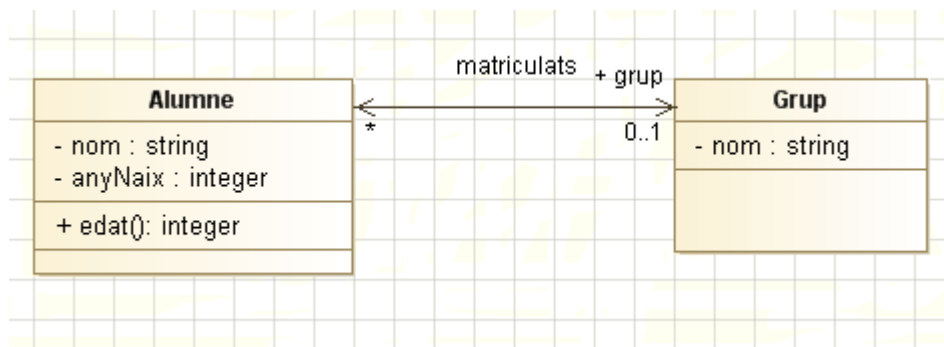 matriculats
+ grup
Alumne
Grup
*
0..1
- nom : string
- anyNaix : integer
- nom : string
+ edat(): integer